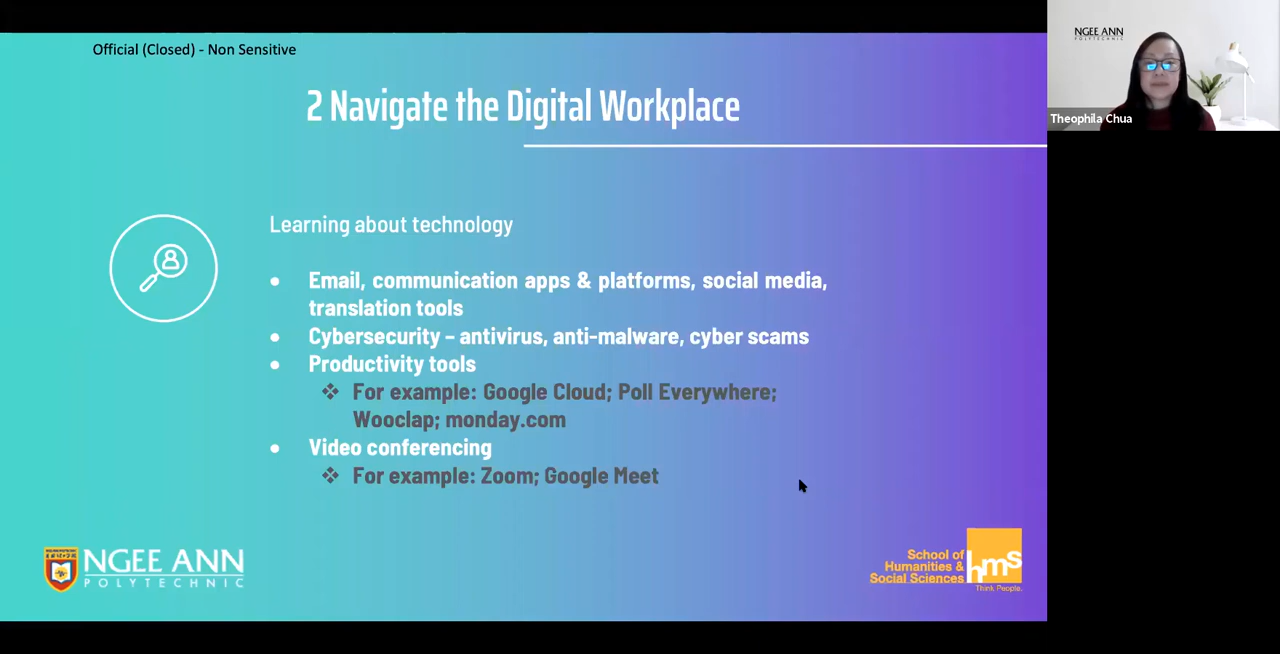 Official (Closed) - Non Sensitive
2 Navigate the Digital Workplace
Learning about technology
● Email, communication apps & platforms, social media,
translation tools
● Cybersecurity – antivirus, anti-malware, cyber scams
● Productivity tools
❖ For example: Google Cloud; Poll Everywhere;
Wooclap; monday.com
● Video conferencing
❖ For example: Zoom; Google Meet
NGEE ANN
POLYTECHNIC
School of
Humanities &
Social Sciences
hms
Think People.
NGEE ANN
POLYTECHNIC
Theophila Chua